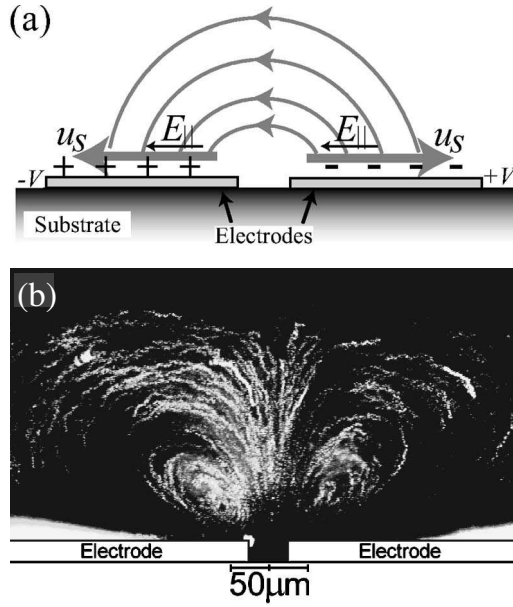 (a)
u_S E_|| E_|| u_S
+ + + + - - - -
-V +V
Substrate Electrodes
(b)
Electrode Electrode
50μm